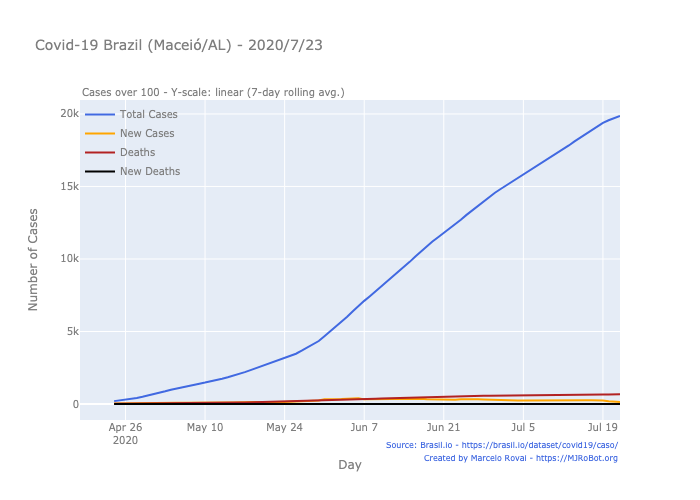 Covid-19 Brazil (Maceió/AL) - 2020/7/23
Cases over 100 - Y-scale: linear (7-day rolling avg.)
Total Cases
New Cases
Deaths
New Deaths
20k
15k
10k
5k
0
Number of Cases
Apr 26
2020
May 10
May 24
Jun 7
Jun 21
Jul 5
Jul 19
Day
Source: Brasil.io - https://brasil.io/dataset/covid19/caso/
Created by Marcelo Rovai - https://MJRoBot.org